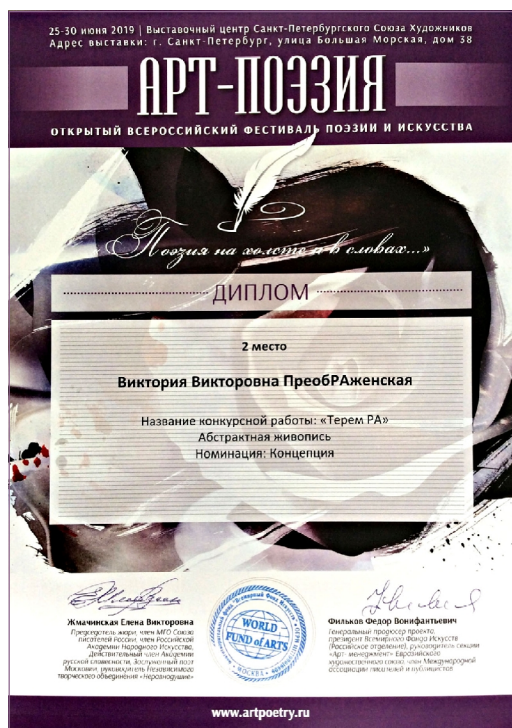 25-30 июня 2019 | Выставочный центр Санкт-Петербургского Союза Художников
Адрес выставки: г. Санкт-Петербург, улица Большая Морская, дом 38
АРТ-ПОЭЗИЯ
ОТКРЫТЫЙ ВСЕРОССИЙСКИЙ ФЕСТИВАЛЬ ПОЭЗИИ И ИСКУССТВА
Поэзия на холсте и в словах...»
ДИПЛОМ
2 место
Виктория Викторовна ПреобРАженская
Название конкурсной работы: «Терем РА»
Абстрактная живопись
Номинация: Концепция
Жмачинская Елена Викторовна
Председатель жюри, член МГО Союза
писателей России, член Российской
Академии Народного Искусства,
Действительный член Академии
русской словесности, Заслуженный поэт
Московии, руководитель Независимого
творческого объединения «Неравнодушие»
WORLD
FUND of ARTS
МОСКВА
Фильков Федор Вонифантьевич
Генеральный продюсер проекта,
президент Всемирного Фонда Искусств
(Российское отделение), руководитель секции
«Арт-менеджмент» Евразийского
художественного союза, член Международной
ассоциации писателей и публицистов
www.artpoetry.ru